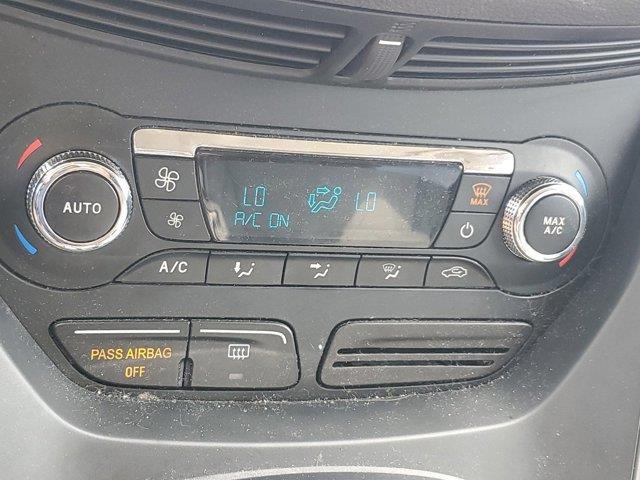 LO LO
A/C ON
AUTO
MAX
MAX
A/C
A/C
PASS AIRBAG
OFF